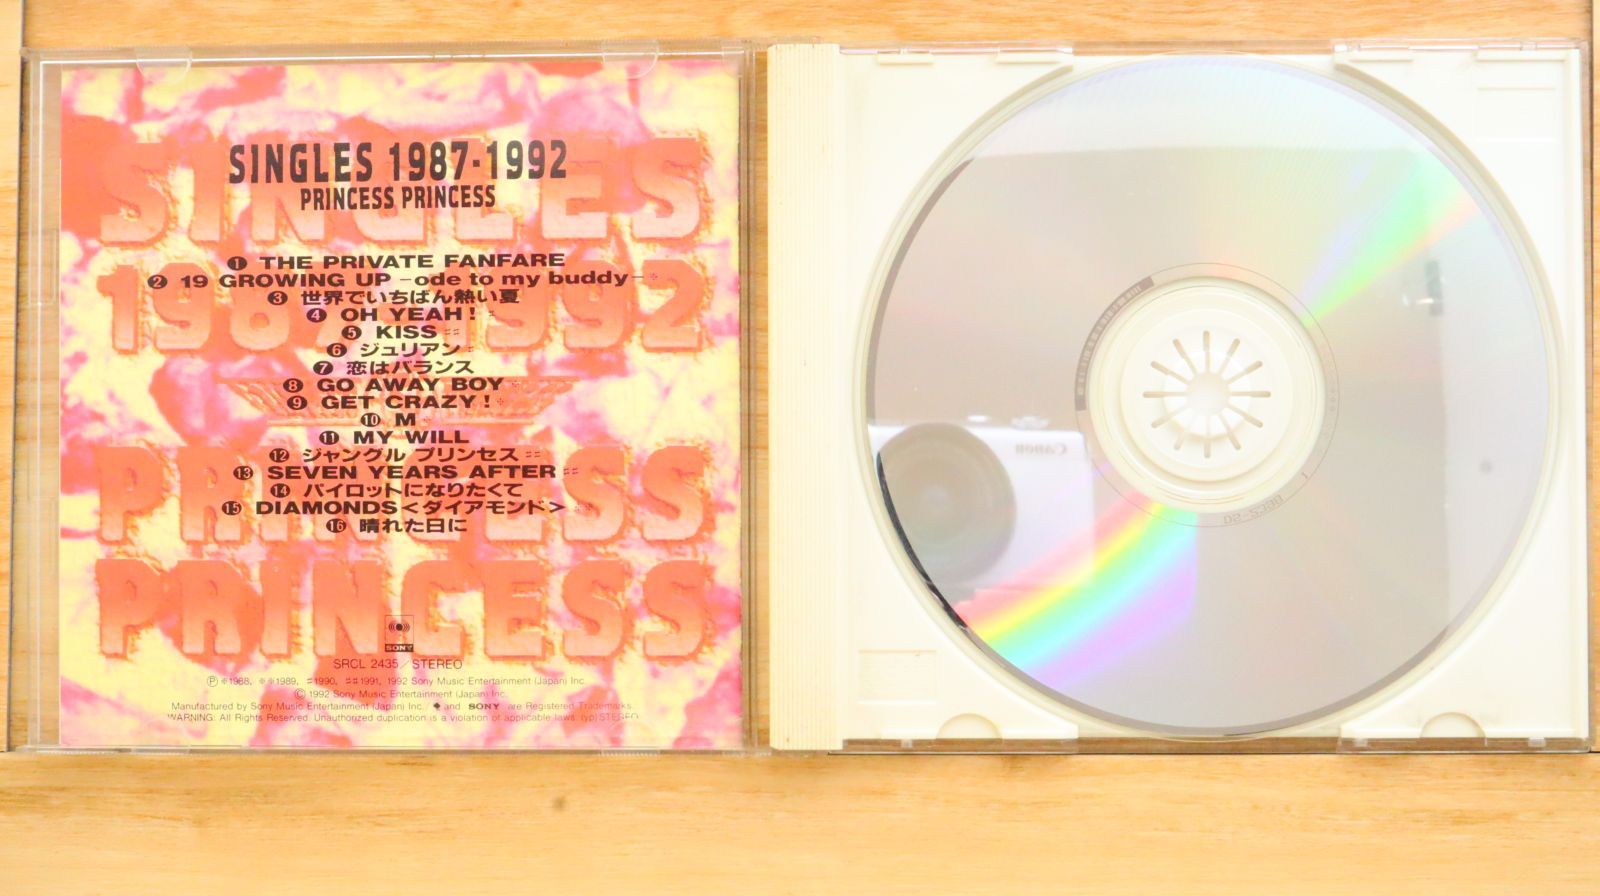 SINGLES 1987-1992
PRINCESS PRINCESS
❶ THE PRIVATE FANFARE
❷ 19 GROWING UP –ode to my buddy–※
❸ 世界でいちばん熱い夏
❹ OH YEAH! ♯
❺ KISS ♯♯
❻ ジュリアン♯
❼ 恋はバランス
❽ GO AWAY BOY※
❾ GET CRAZY!※
❿ M
⓫ MY WILL
⓬ ジャングル プリンセス♯♯
⓭ SEVEN YEARS AFTER♯♯
⓮ パイロットになりたくて
⓯ DIAMONDS<ダイアモンド>※※
⓰ 晴れた日に
SINGLES
1987-1992
PRINCESS
PRINCESS
SONY
SRCL 2435/STEREO
Ⓟ※1988, ※※1989, ♯1990, ♯♯1991, 1992 Sony Music Entertainment (Japan) Inc.
© 1992 Sony Music Entertainment (Japan) Inc.
Manufactured by Sony Music Entertainment (Japan) Inc./ and SONY are Registered Trademarks.
WARNING: All Rights Reserved. Unauthorized duplication is a violation of applicable laws. (yp) STEREO
Canon